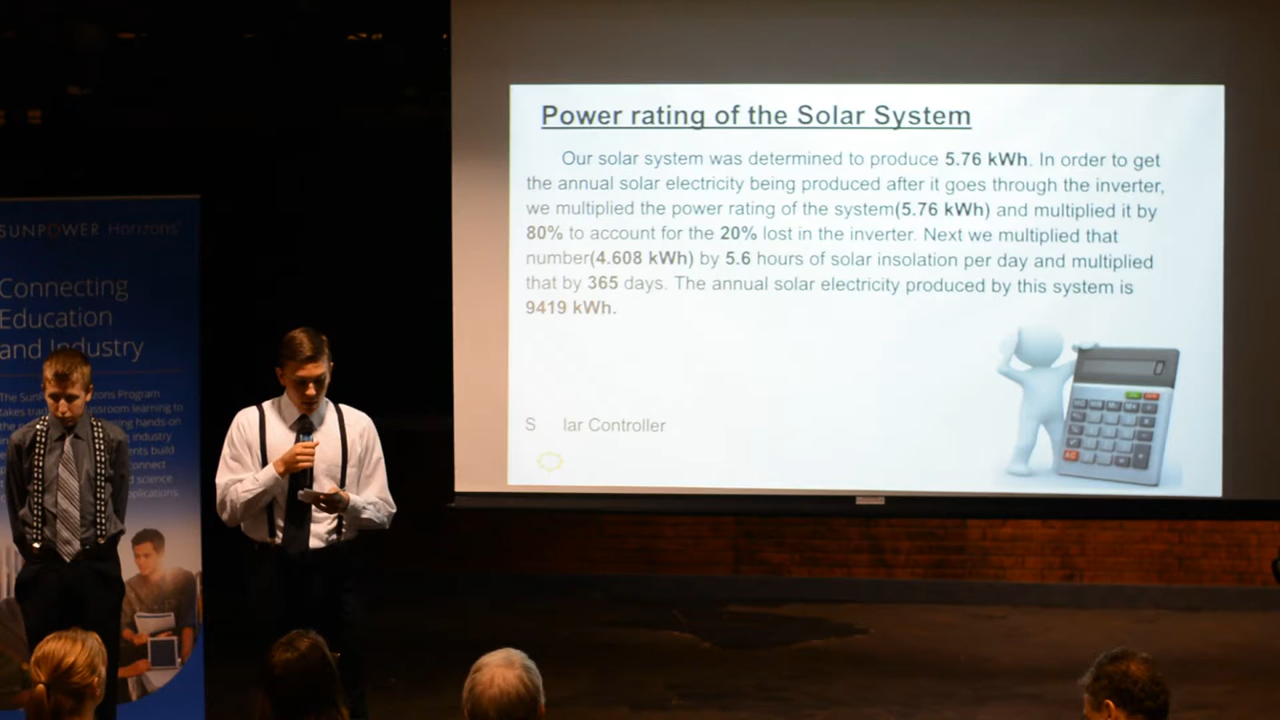 SUNPOWER Horizons
Connecting
Education
and Industry
Power rating of the Solar System
Our solar system was determined to produce 5.76 kWh. In order to get
the annual solar electricity being produced after it goes through the inverter,
we multiplied the power rating of the system(5.76 kWh) and multiplied it by
80% to account for the 20% lost in the inverter. Next we multiplied that
number(4.608 kWh) by 5.6 hours of solar insolation per day and multiplied
that by 365 days. The annual solar electricity produced by this system is
9419 kWh.
S lar Controller